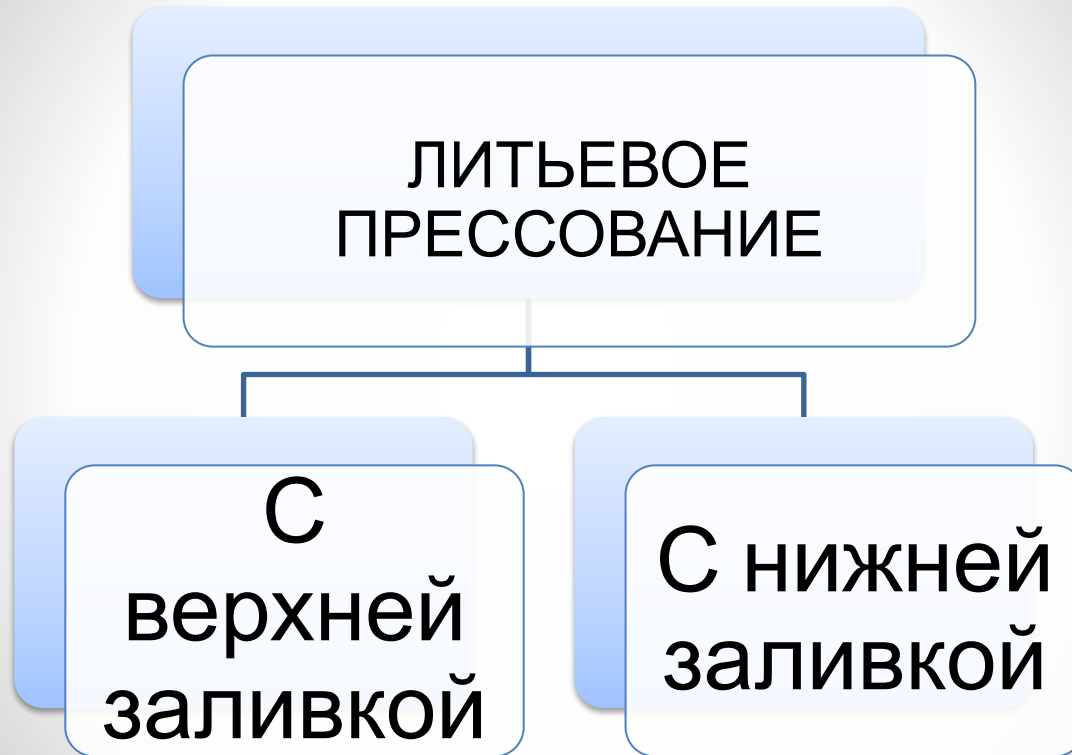 ЛИТЬЕВОЕ
ПРЕССОВАНИЕ
С
верхней
заливкой
С нижней
заливкой